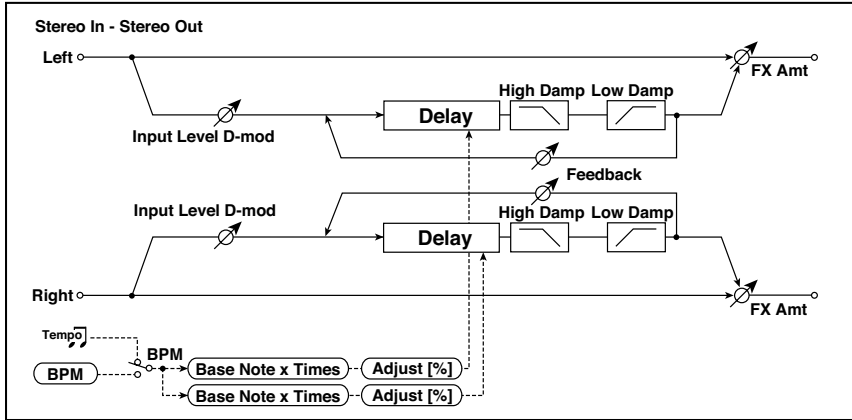 Stereo In - Stereo Out
Left
FX Amt
High Damp Low Damp
Delay
Input Level D-mod
Feedback
Input Level D-mod
High Damp Low Damp
Delay
Right
FX Amt
Tempo
BPM
BPM
Base Note x Times
Adjust [%]
Base Note x Times
Adjust [%]